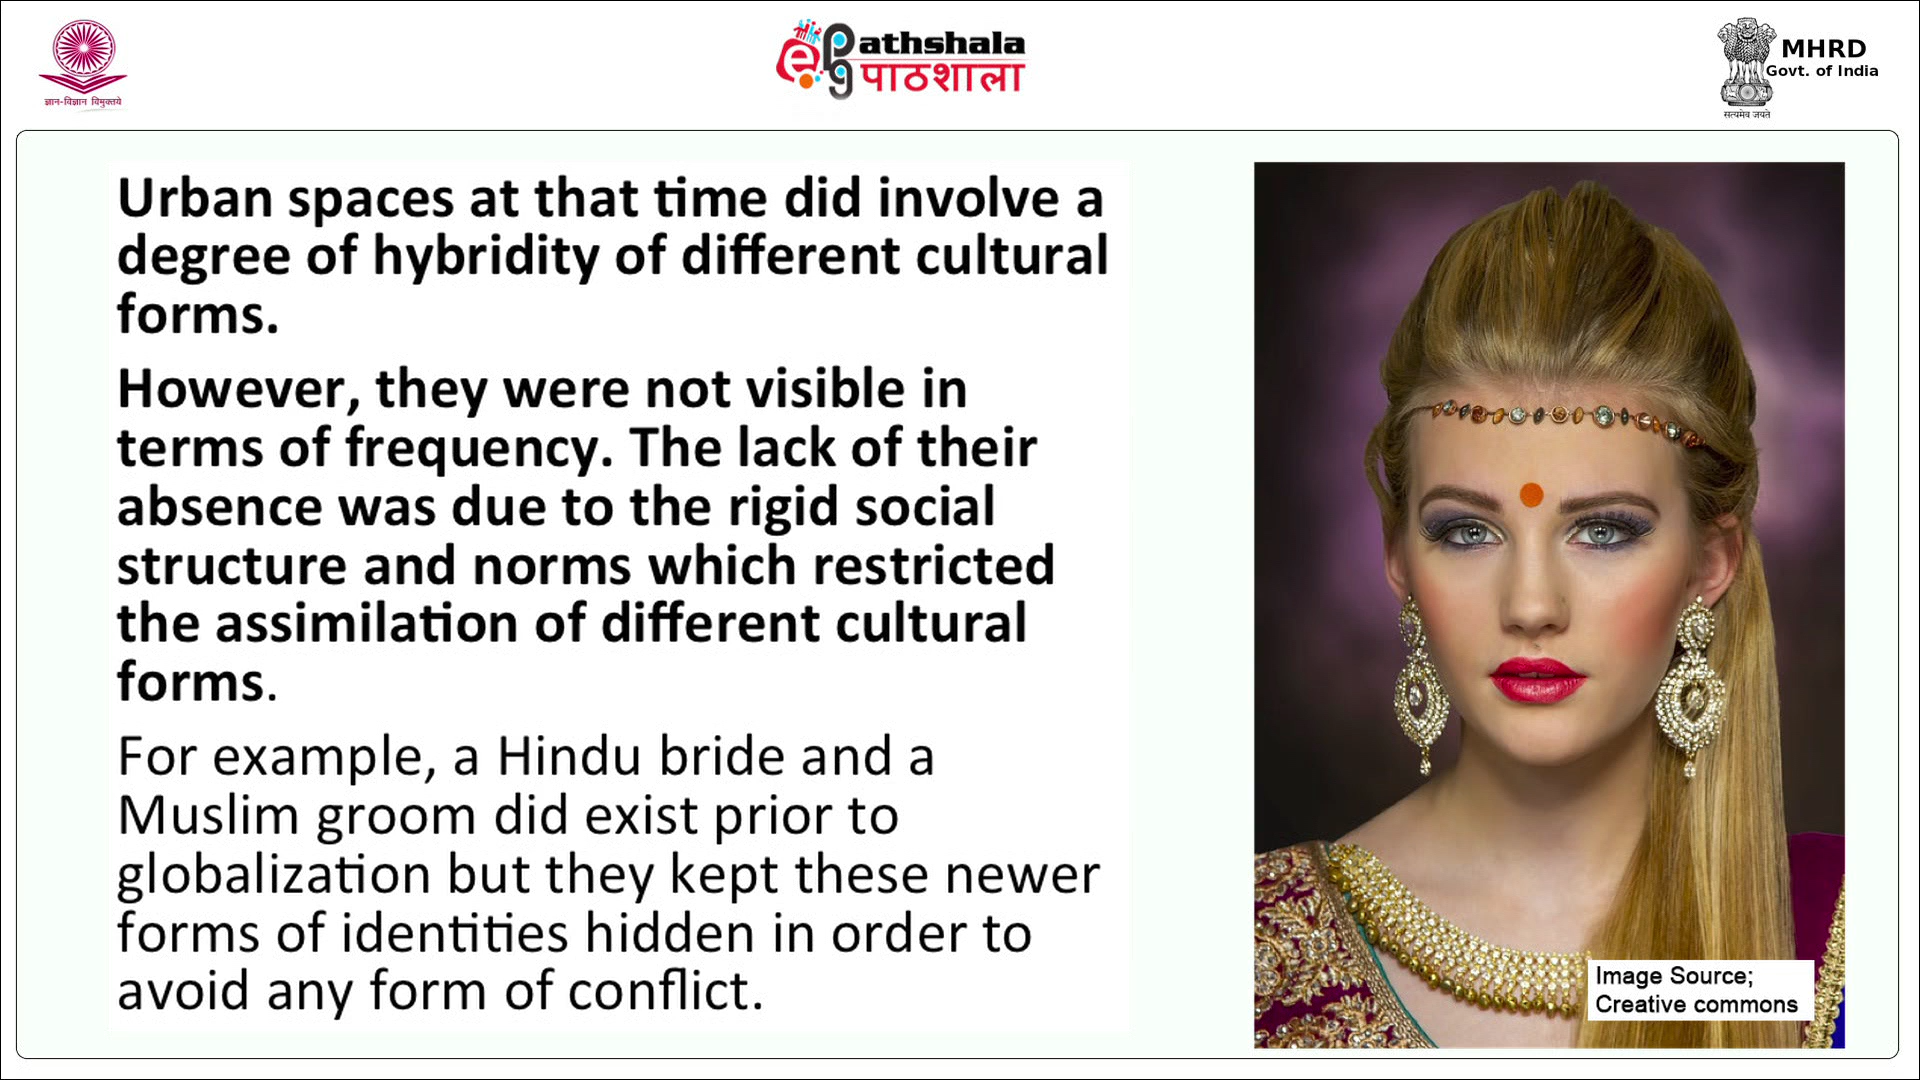 ज्ञान-विज्ञान विमुक्तये
ePG athshala
पाठशाला
MHRD
Govt. of India
सत्यमेव जयते
Urban spaces at that time did involve a
degree of hybridity of different cultural
forms.
However, they were not visible in
terms of frequency. The lack of their
absence was due to the rigid social
structure and norms which restricted
the assimilation of different cultural
forms.
For example, a Hindu bride and a
Muslim groom did exist prior to
globalization but they kept these newer
forms of identities hidden in order to
avoid any form of conflict.
Image Source;
Creative commons